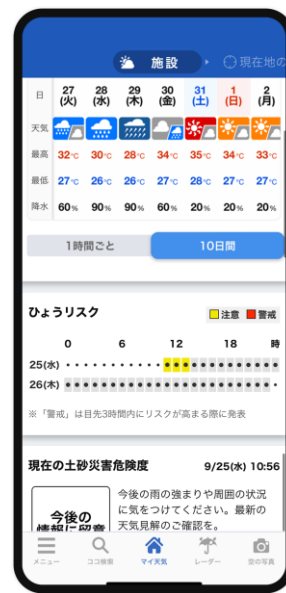 施設
現在地の
日 27 28 29 30 31 1 2
(火) (水) (木) (金) (土) (日) (月)
天気
最高 32℃ 30℃ 28℃ 34℃ 35℃ 34℃ 33℃
最低 27℃ 26℃ 26℃ 27℃ 28℃ 27℃ 27℃
降水 60% 90% 90% 60% 20% 20% 20%
1時間ごと 10日間
ひょうリスク 注意 警戒
0 6 12 18 時
25(水)
26(木)
※「警戒」は目先3時間内にリスクが高まる際に発表
現在の土砂災害危険度 9/25(水) 10:56
今後の
情報に留意
今後の雨の強まりや周囲の状況
に気をつけてください。最新の
天気見解のご確認を。
メニュー ココ検索 マイ天気 レーダー 空の写真